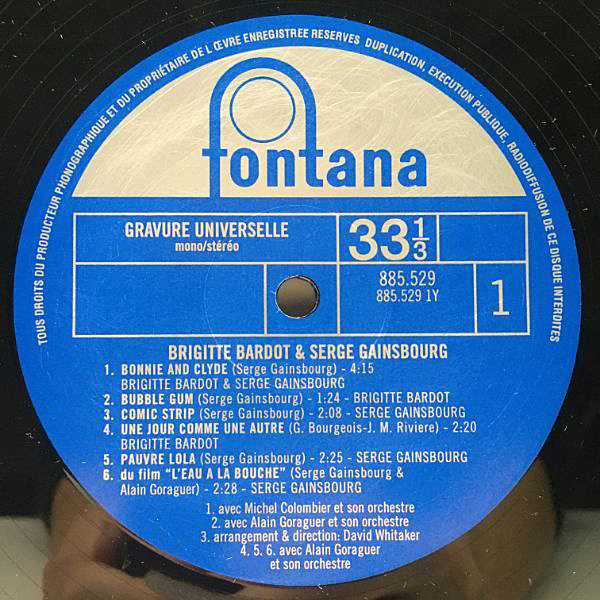 TOUS DROITS DU PRODUCTEUR PHONOGRAPHIQUE ET DU PROPRIÉTAIRE DE L ŒVRE ENREGISTREE RESERVES DUPLICATION, EXECUTION PUBLIQUE, RADIODIFFUSION DE CE DISQUE INTERDITES
fontana
GRAVURE UNIVERSELLE
mono/stéréo
33 1/3
885.529
885.529 1Y
1
BRIGITTE BARDOT & SERGE GAINSBOURG
1. BONNIE AND CLYDE (Serge Gainsbourg) - 4:15
BRIGITTE BARDOT & SERGE GAINSBOURG
2. BUBBLE GUM (Serge Gainsbourg) - 1:24 - BRIGITTE BARDOT
3. COMIC STRIP (Serge Gainsbourg) - 2:08 - SERGE GAINSBOURG
4. UNE JOUR COMME UNE AUTRE (G. Bourgeois-J. M. Riviere) - 2:20
BRIGITTE BARDOT
5. PAUVRE LOLA (Serge Gainsbourg) - 2:25 - SERGE GAINSBOURG
6. du film "L'EAU A LA BOUCHE" (Serge Gainsbourg &
Alain Goraguer) - 2:28 - SERGE GAINSBOURG
1. avec Michel Colombier et son orchestre
2. avec Alain Goraguer et son orchestre
3. arrangement & direction: David Whitaker
4. 5. 6. avec Alain Goraguer
et son orchestre